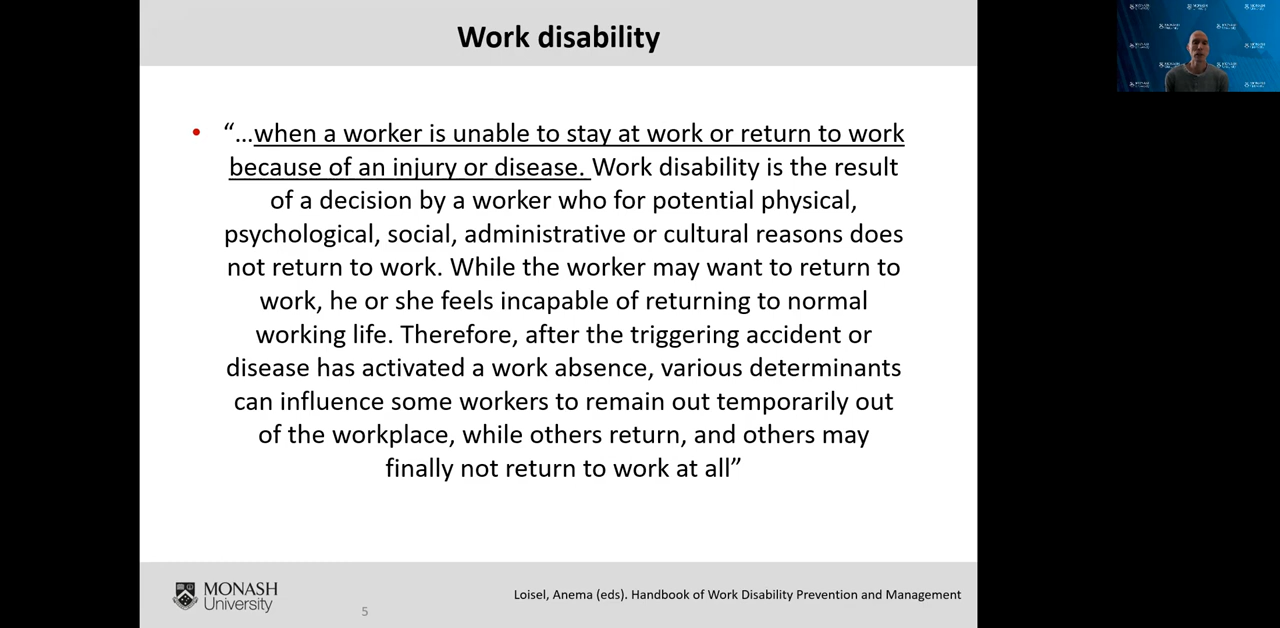 Work disability
• “…when a worker is unable to stay at work or return to work
because of an injury or disease. Work disability is the result
of a decision by a worker who for potential physical,
psychological, social, administrative or cultural reasons does
not return to work. While the worker may want to return to
work, he or she feels incapable of returning to normal
working life. Therefore, after the triggering accident or
disease has activated a work absence, various determinants
can influence some workers to remain out temporarily out
of the workplace, while others return, and others may
finally not return to work at all”
MONASH
University
5
Loisel, Anema (eds). Handbook of Work Disability Prevention and Management